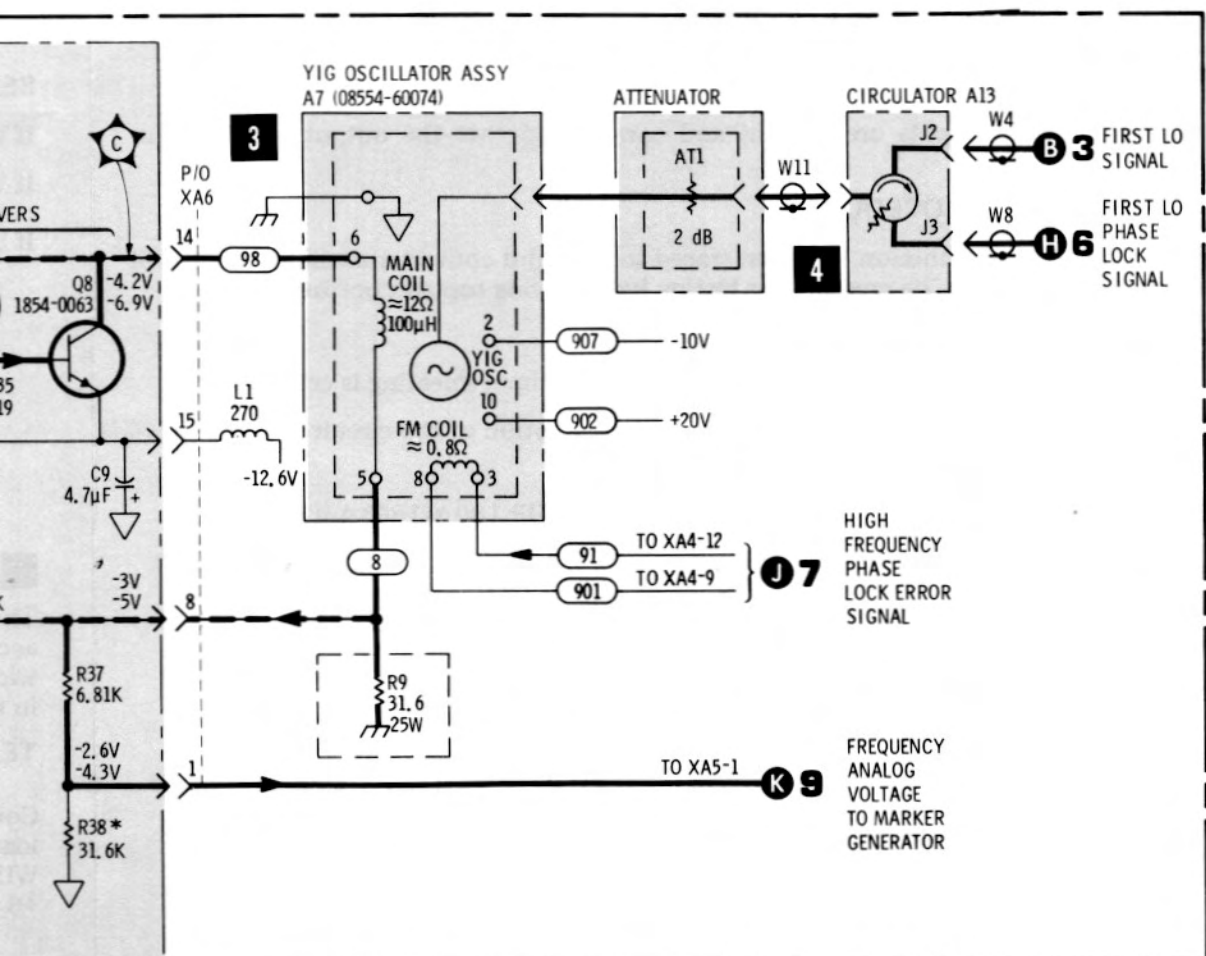 YIG OSCILLATOR ASSY
A7 (08554-60074)
ATTENUATOR
CIRCULATOR A13
3
C
AT1
2 dB
W11
4
J2
J3
W4
B 3
FIRST LO
SIGNAL
W8
H 6
FIRST LO
PHASE
LOCK
SIGNAL
P/O
XA6
VERS
14
98
6
Q8
1854-0063
-4.2V
-6.9V
MAIN
COIL
≈12Ω
100μH
2
YIG
OSC
10
907
-10V
902
+20V
35
19
15
L1
270
-12.6V
C9
4.7μF
+
FM COIL
≈ 0.8Ω
5
8
3
8
91
TO XA4-12
901
TO XA4-9
J 7
HIGH
FREQUENCY
PHASE
LOCK ERROR
SIGNAL
-3V
-5V
8
K
R37
6.81K
R9
31.6
25W
-2.6V
-4.3V
1
TO XA5-1
K 9
FREQUENCY
ANALOG
VOLTAGE
TO MARKER
GENERATOR
R38*
31.6K